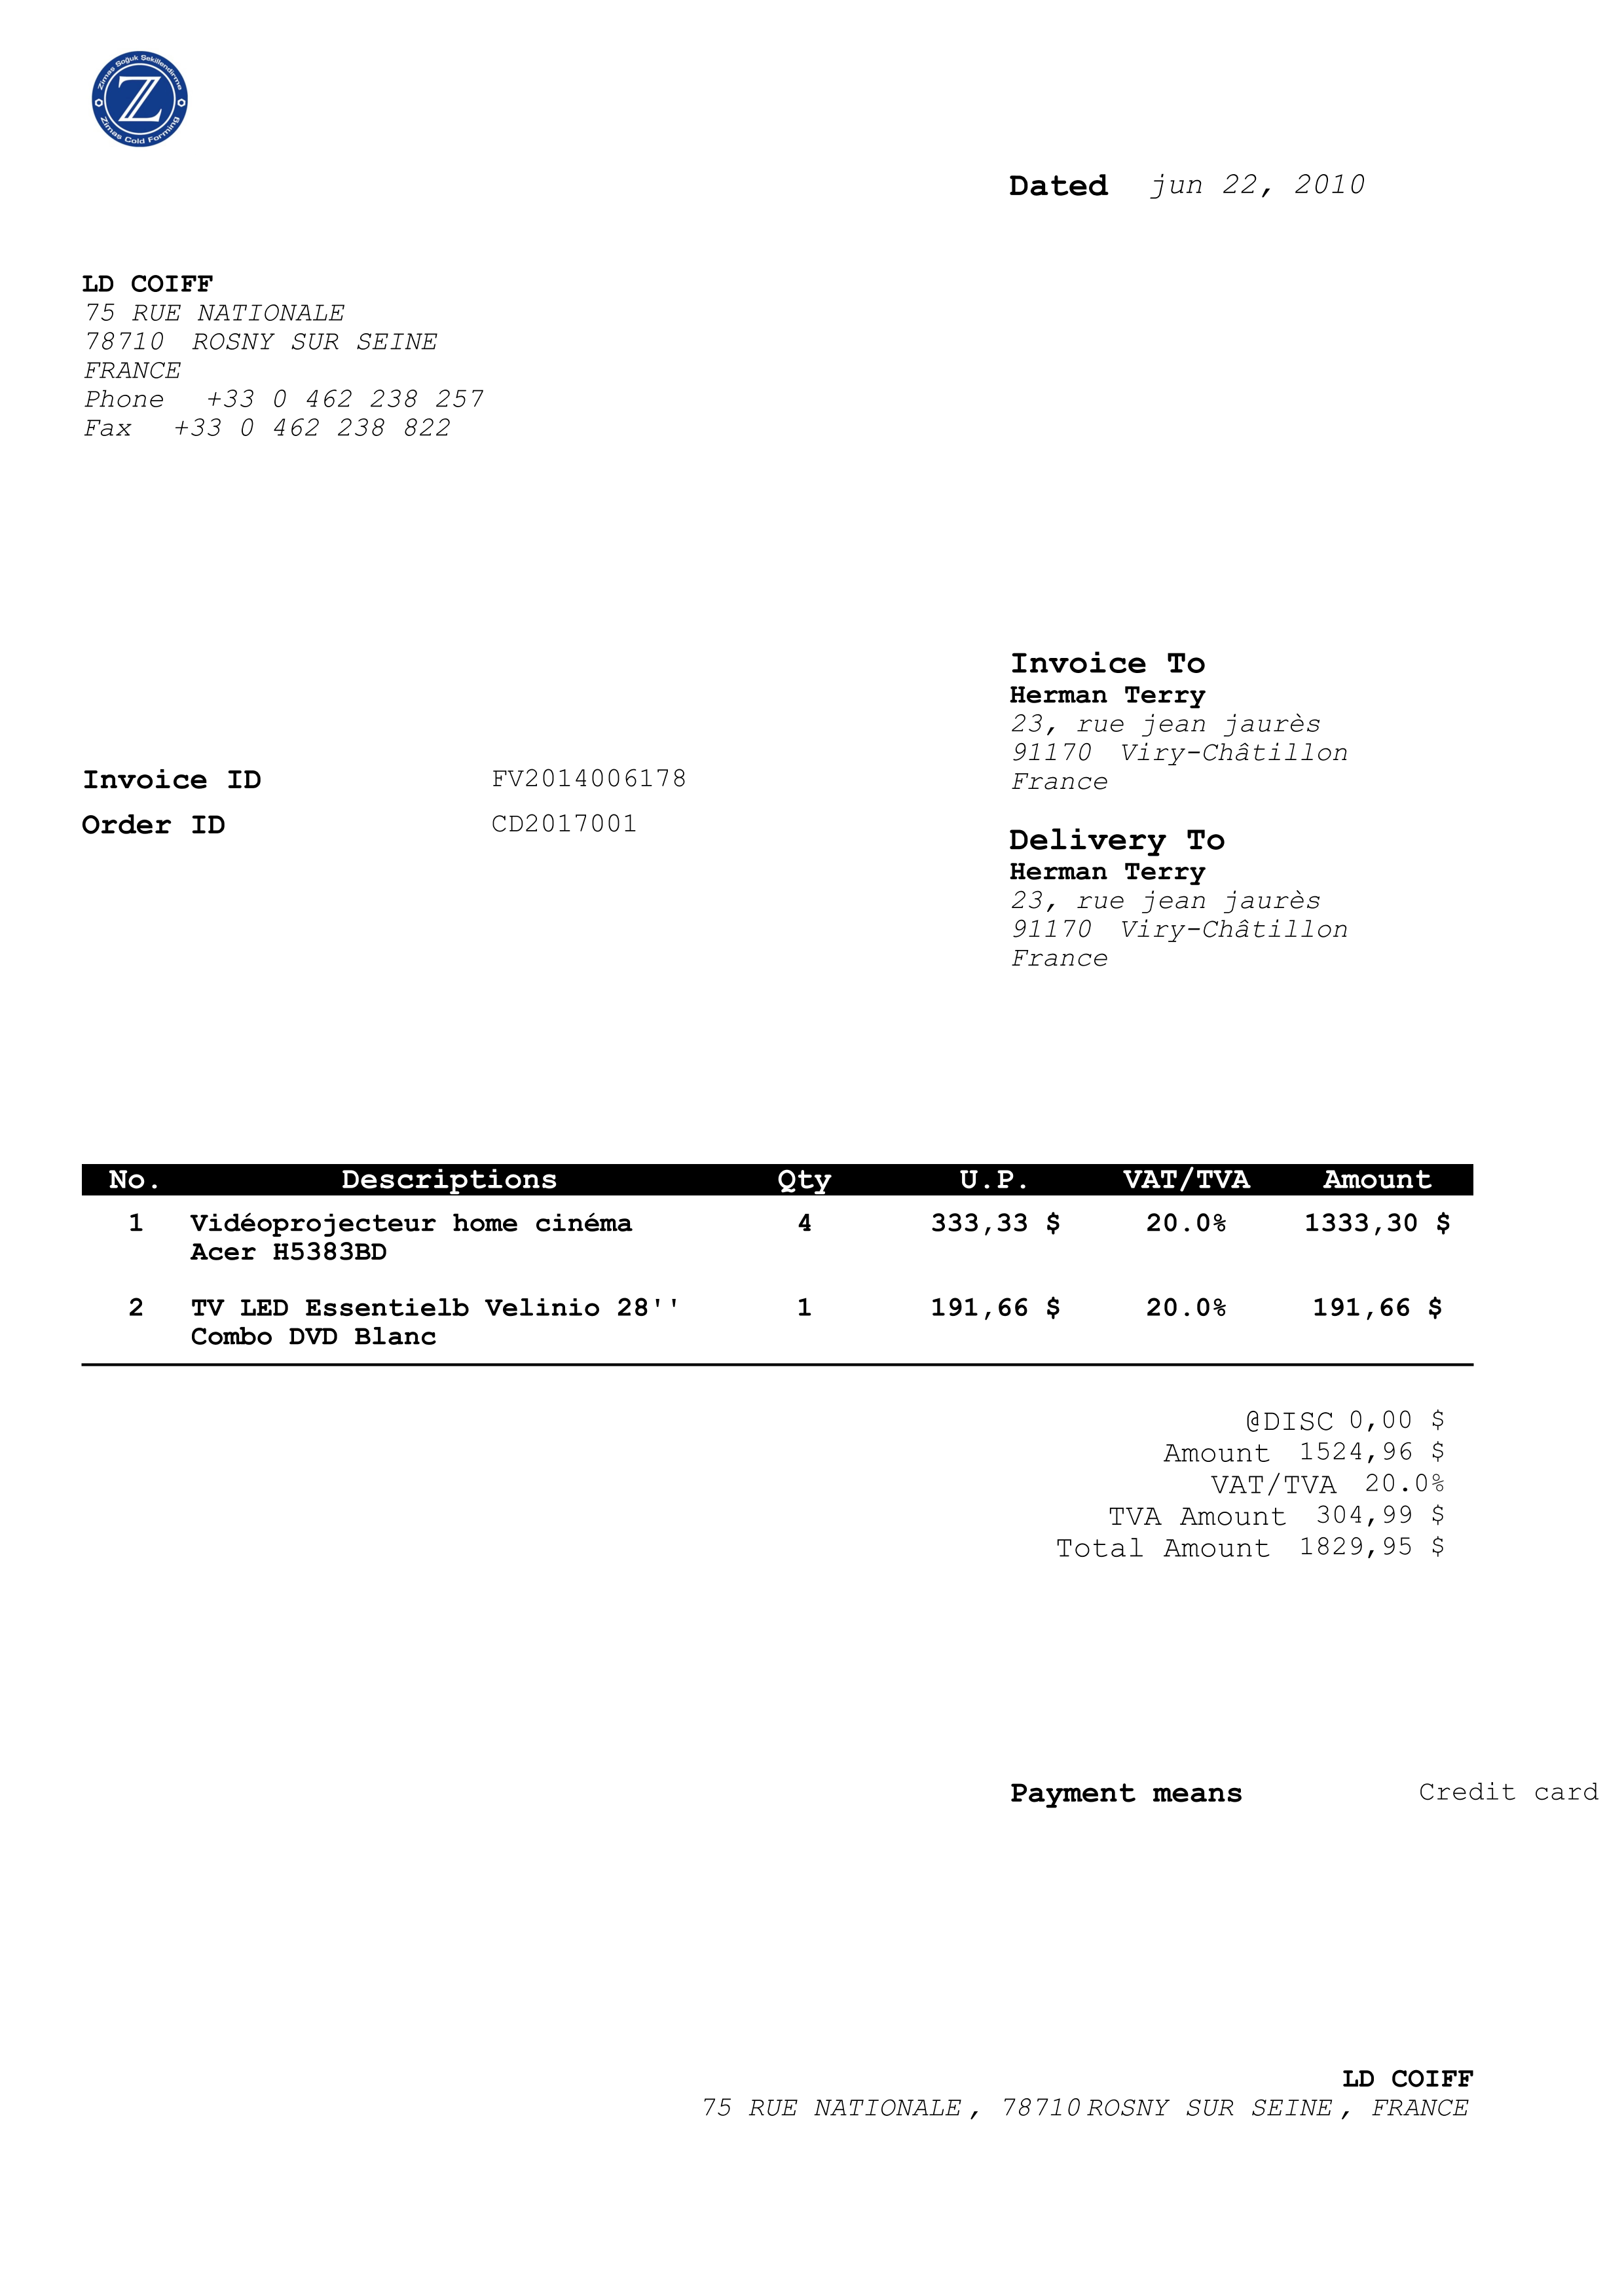 Zimas Soğuk Şekillendirme
Z
Zimas Cold Forming
Dated jun 22, 2010
LD COIFF
75 RUE NATIONALE
78710 ROSNY SUR SEINE
FRANCE
Phone +33 0 462 238 257
Fax +33 0 462 238 822
Invoice To
Herman Terry
23, rue jean jaurès
91170 Viry-Châtillon
France
Invoice ID FV2014006178
Order ID CD2017001
Delivery To
Herman Terry
23, rue jean jaurès
91170 Viry-Châtillon
France
No. Descriptions Qty U.P. VAT/TVA Amount
1 Vidéoprojecteur home cinéma 4 333,33 $ 20.0% 1333,30 $
Acer H5383BD
2 TV LED Essentielb Velinio 28'' 1 191,66 $ 20.0% 191,66 $
Combo DVD Blanc
@DISC 0,00 $
Amount 1524,96 $
VAT/TVA 20.0%
TVA Amount 304,99 $
Total Amount 1829,95 $
Payment means Credit card
LD COIFF
75 RUE NATIONALE, 78710 ROSNY SUR SEINE, FRANCE